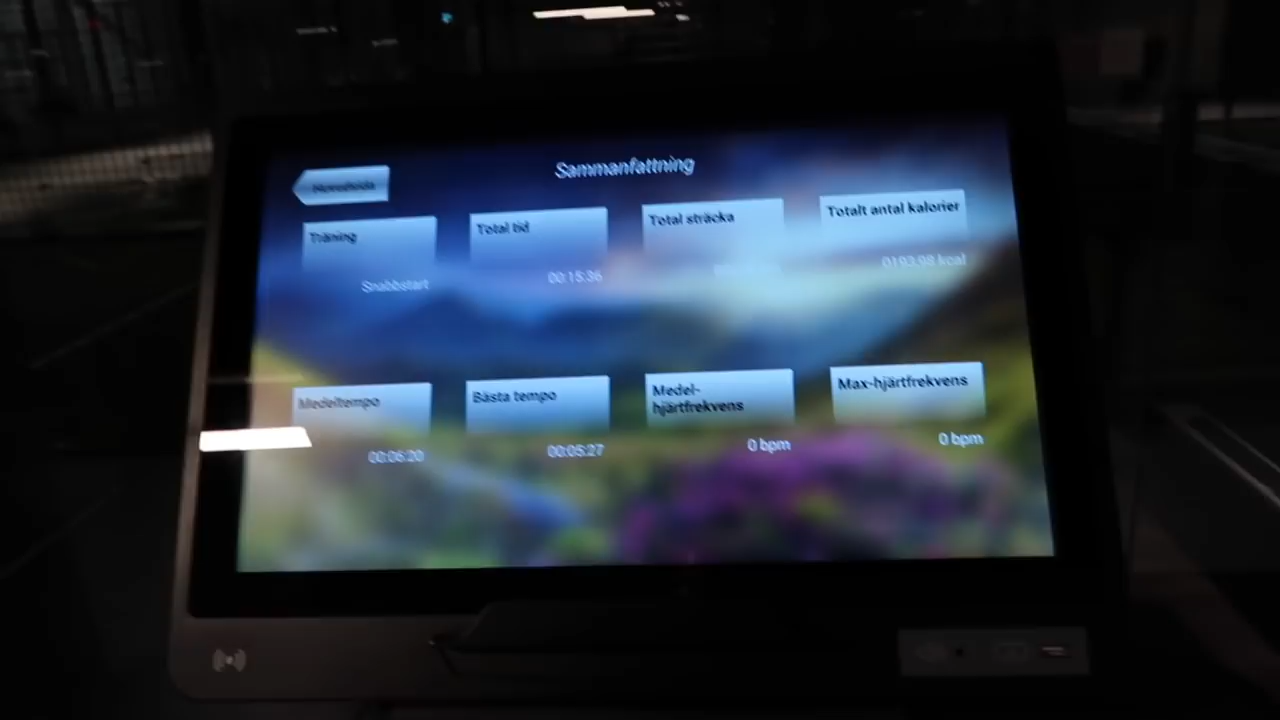 Huvudsida
Sammanfattning
Träning
Snabbstart
Total tid
00:15:36
Total sträcka
Totalt antal kalorier
0193,98 kcal
Medeltempo
00:06:20
Bästa tempo
00:05:27
Medel-
hjärtfrekvens
0 bpm
Max-hjärtfrekvens
0 bpm